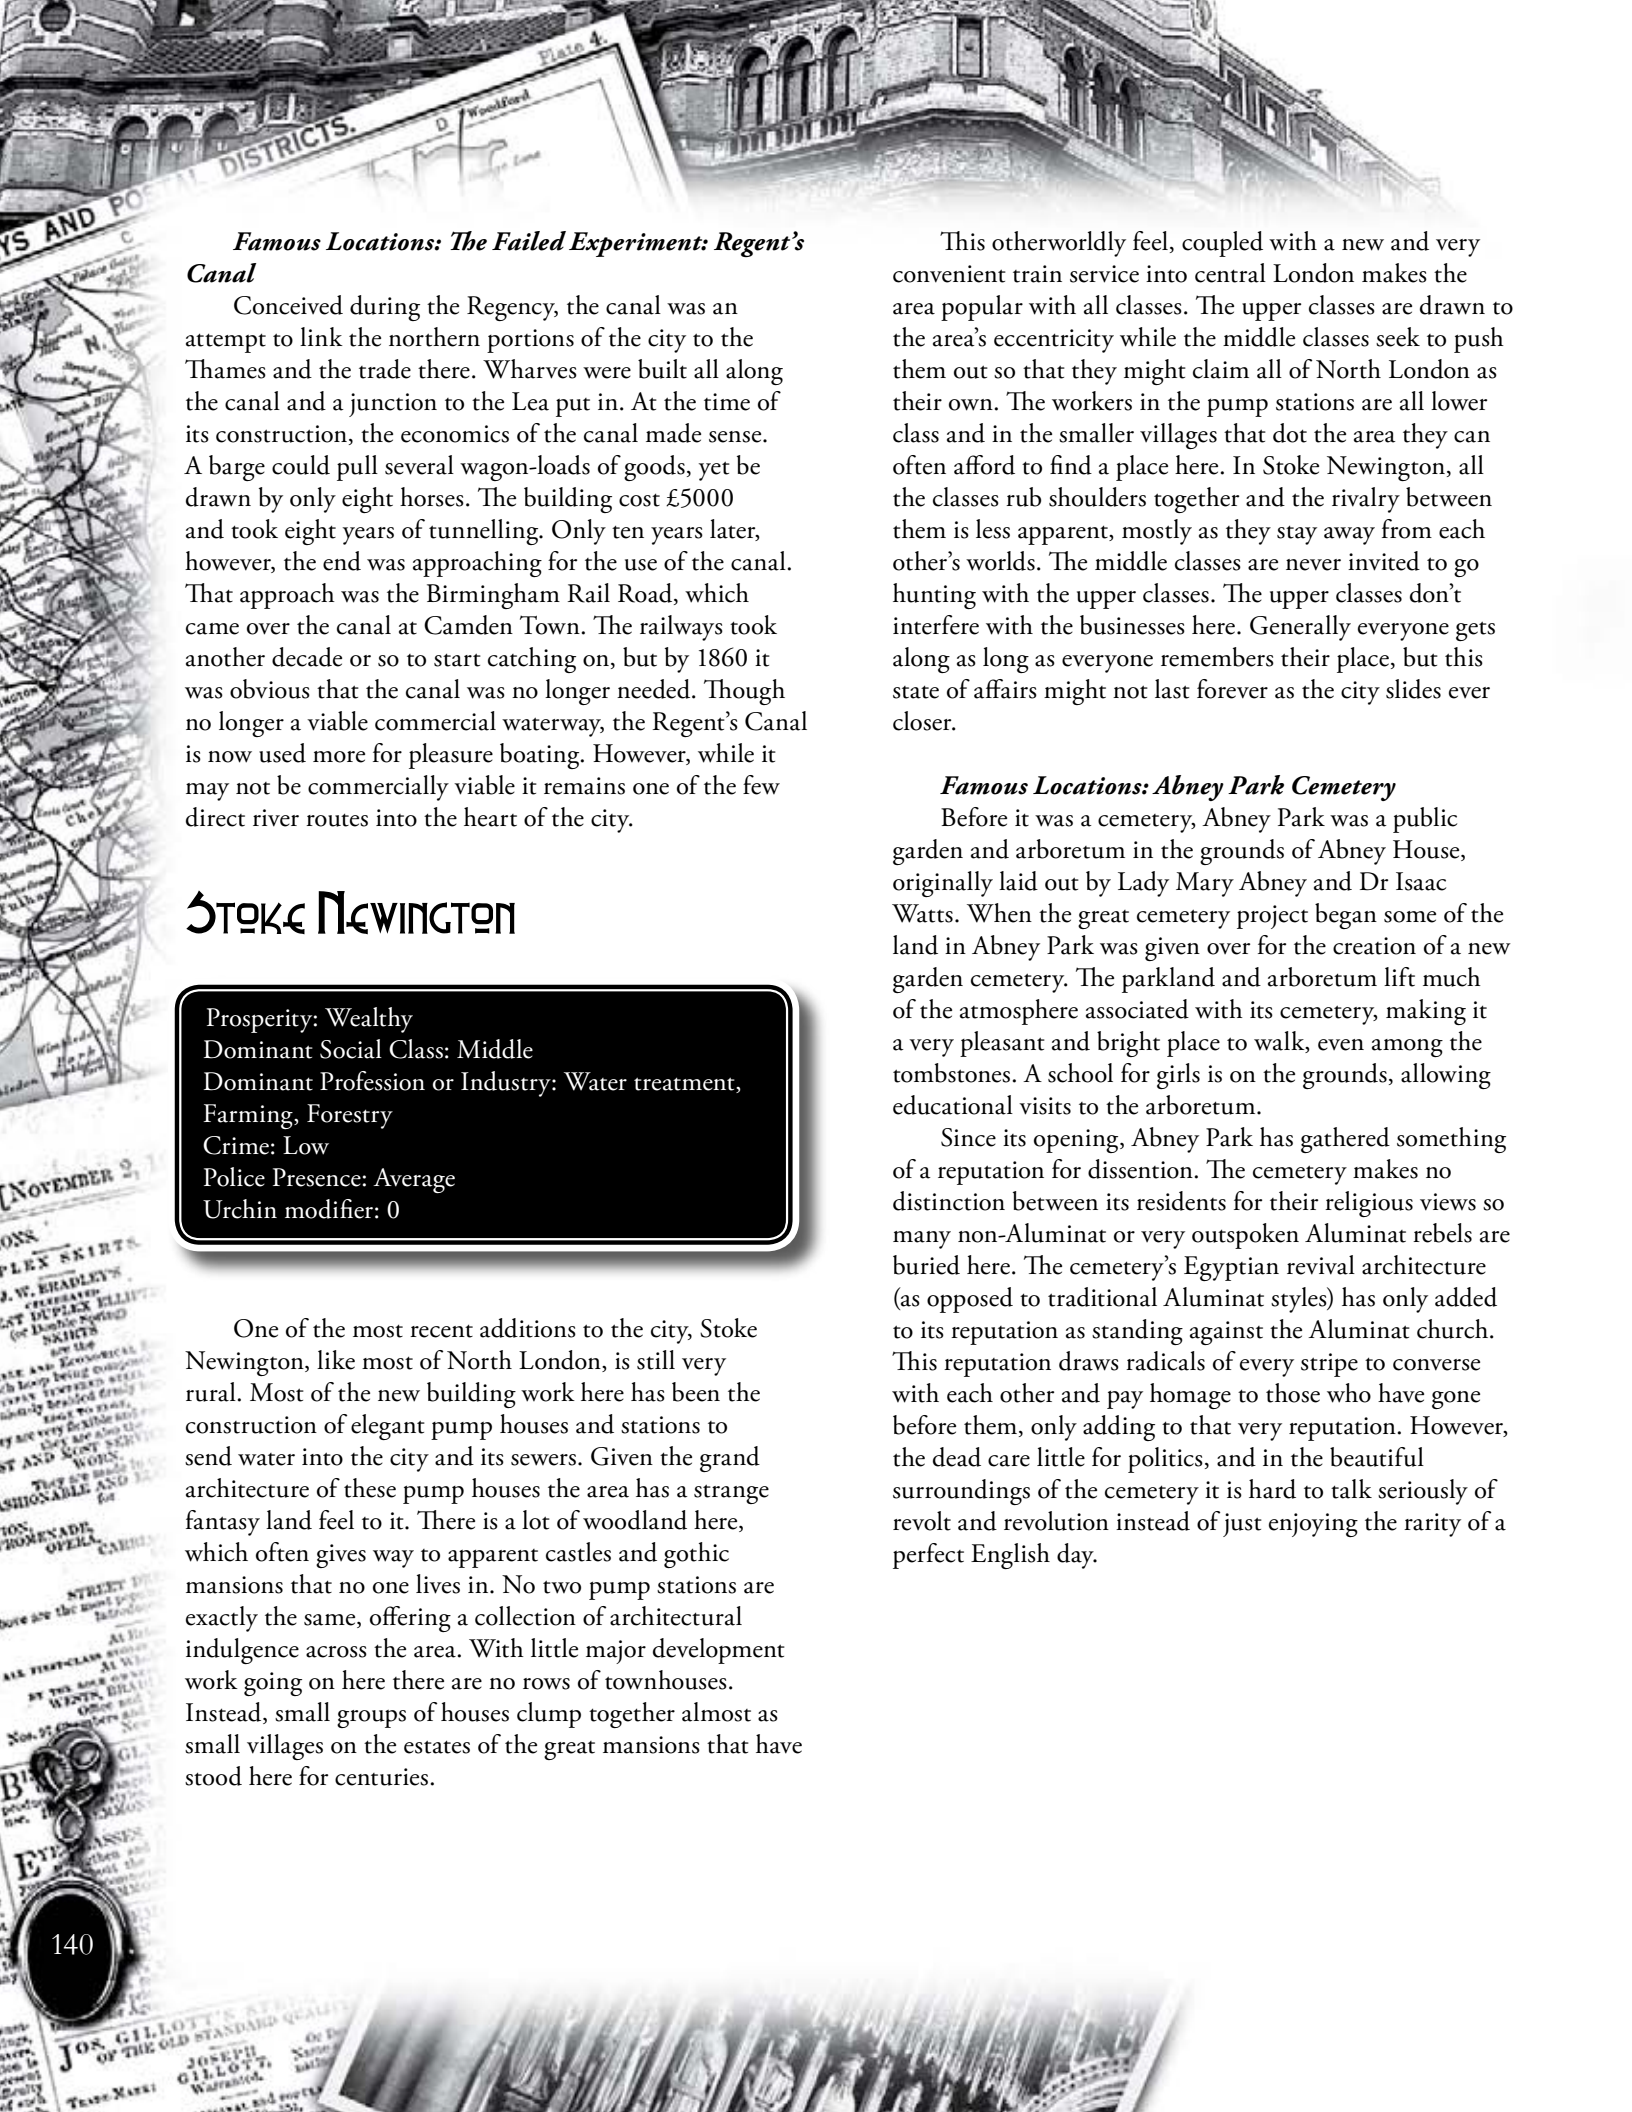 Plate 4.
DISTRICTS.
D
Woodford
YS AND POSTAL
C
N.
Famous Locations: The Failed Experiment: Regent's
Canal
Conceived during the Regency, the canal was an
attempt to link the northern portions of the city to the
Thames and the trade there. Wharves were built all along
the canal and a junction to the Lea put in. At the time of
its construction, the economics of the canal made sense.
A barge could pull several wagon-loads of goods, yet be
drawn by only eight horses. The building cost £5000
and took eight years of tunnelling. Only ten years later,
however, the end was approaching for the use of the canal.
That approach was the Birmingham Rail Road, which
came over the canal at Camden Town. The railways took
another decade or so to start catching on, but by 1860 it
was obvious that the canal was no longer needed. Though
no longer a viable commercial waterway, the Regent's Canal
is now used more for pleasure boating. However, while it
may not be commercially viable it remains one of the few
direct river routes into the heart of the city.
Stoke Newington
Prosperity: Wealthy
Dominant Social Class: Middle
Dominant Profession or Industry: Water treatment,
Farming, Forestry
Crime: Low
Police Presence: Average
Urchin modifier: 0
One of the most recent additions to the city, Stoke
Newington, like most of North London, is still very
rural. Most of the new building work here has been the
construction of elegant pump houses and stations to
send water into the city and its sewers. Given the grand
architecture of these pump houses the area has a strange
fantasy land feel to it. There is a lot of woodland here,
which often gives way to apparent castles and gothic
mansions that no one lives in. No two pump stations are
exactly the same, offering a collection of architectural
indulgence across the area. With little major development
work going on here there are no rows of townhouses.
Instead, small groups of houses clump together almost as
small villages on the estates of the great mansions that have
stood here for centuries.
This otherworldly feel, coupled with a new and very
convenient train service into central London makes the
area popular with all classes. The upper classes are drawn to
the area's eccentricity while the middle classes seek to push
them out so that they might claim all of North London as
their own. The workers in the pump stations are all lower
class and in the smaller villages that dot the area they can
often afford to find a place here. In Stoke Newington, all
the classes rub shoulders together and the rivalry between
them is less apparent, mostly as they stay away from each
other's worlds. The middle classes are never invited to go
hunting with the upper classes. The upper classes don't
interfere with the businesses here. Generally everyone gets
along as long as everyone remembers their place, but this
state of affairs might not last forever as the city slides ever
closer.
Famous Locations: Abney Park Cemetery
Before it was a cemetery, Abney Park was a public
garden and arboretum in the grounds of Abney House,
originally laid out by Lady Mary Abney and Dr Isaac
Watts. When the great cemetery project began some of the
land in Abney Park was given over for the creation of a new
garden cemetery. The parkland and arboretum lift much
of the atmosphere associated with its cemetery, making it
a very pleasant and bright place to walk, even among the
tombstones. A school for girls is on the grounds, allowing
educational visits to the arboretum.
Since its opening, Abney Park has gathered something
of a reputation for dissention. The cemetery makes no
distinction between its residents for their religious views so
many non-Aluminat or very outspoken Aluminat rebels are
buried here. The cemetery's Egyptian revival architecture
(as opposed to traditional Aluminat styles) has only added
to its reputation as standing against the Aluminat church.
This reputation draws radicals of every stripe to converse
with each other and pay homage to those who have gone
before them, only adding to that very reputation. However,
the dead care little for politics, and in the beautiful
surroundings of the cemetery it is hard to talk seriously of
revolt and revolution instead of just enjoying the rarity of a
perfect English day.
[NOVEMBER 2,
PLEX SKIRTS
J. W. BRADLEY'S
DUPLEX ELLIPT
(or Double Spring)
SKIRTS
are the
OPERA,
STREET
140
JOS. GILLOTT'S
OF THE OLD STANDARD QUALITY
JOSEPH
GILLOTT,
Warranted.
TRADE MARK: